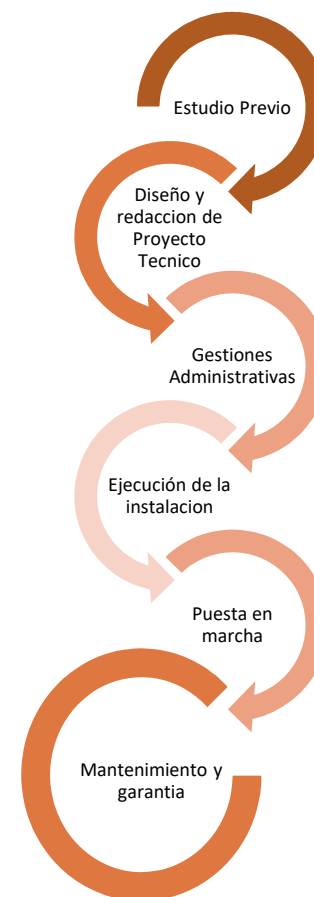 Estudio Previo
Diseño y
redaccion de
Proyecto
Tecnico
Gestiones
Administrativas
Ejecución de la
instalacion
Puesta en
marcha
Mantenimiento y
garantia